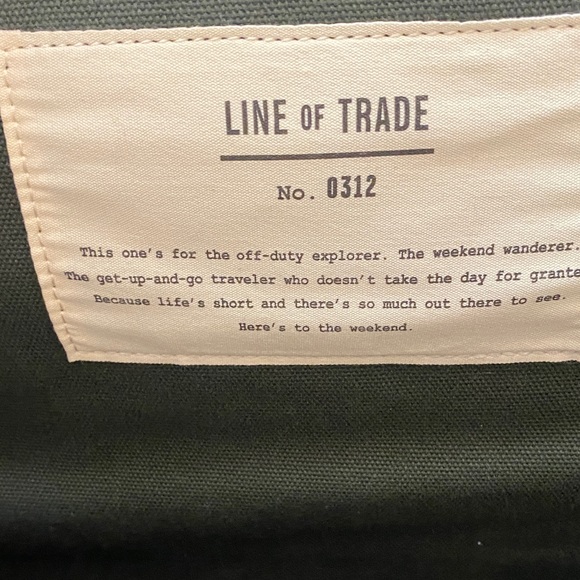 LINE OF TRADE
No. 0312
This one's for the off-duty explorer. The weekend wanderer.
The get-up-and-go traveler who doesn't take the day for grante
Because life's short and there's so much out there to see.
Here's to the weekend.